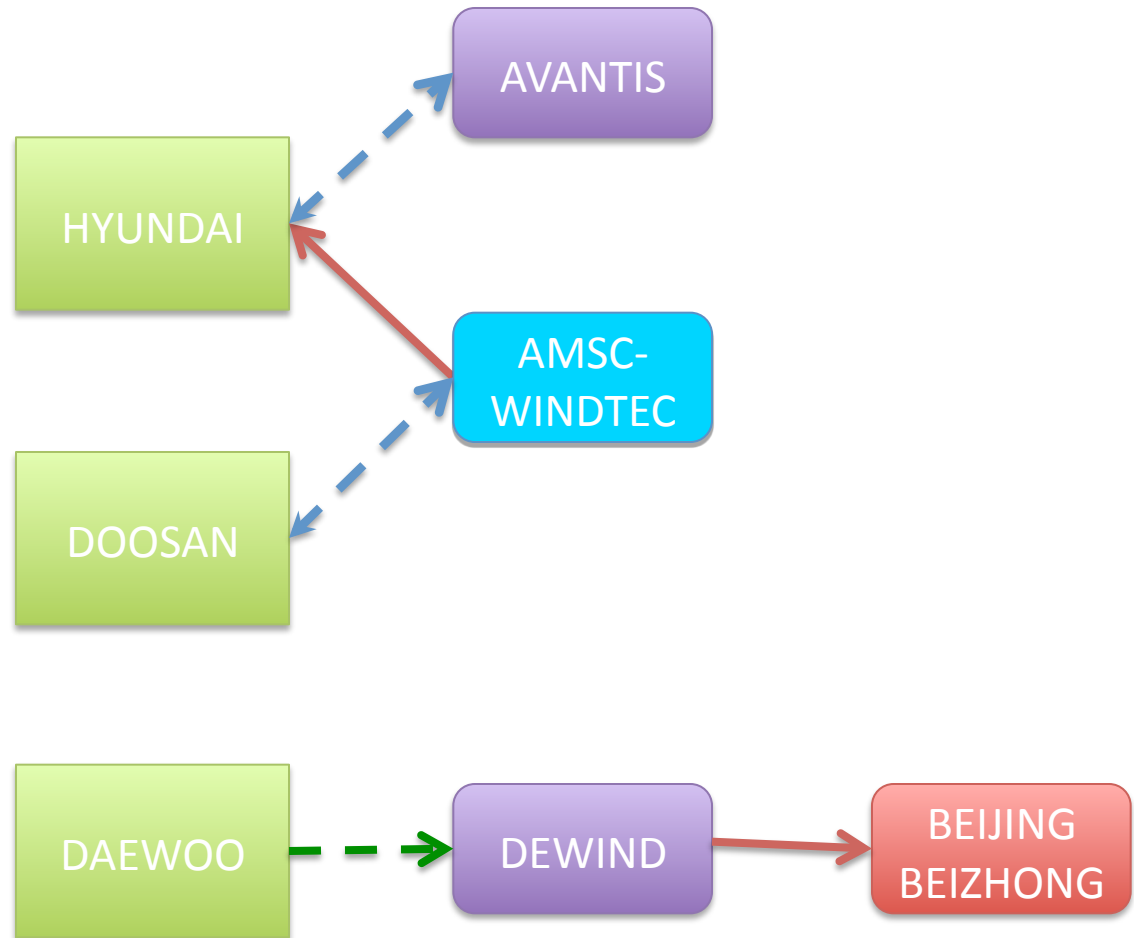 AVANTIS
HYUNDAI
AMSC-
WINDTEC
DOOSAN
DAEWOO
DEWIND
BEIJING
BEIZHONG